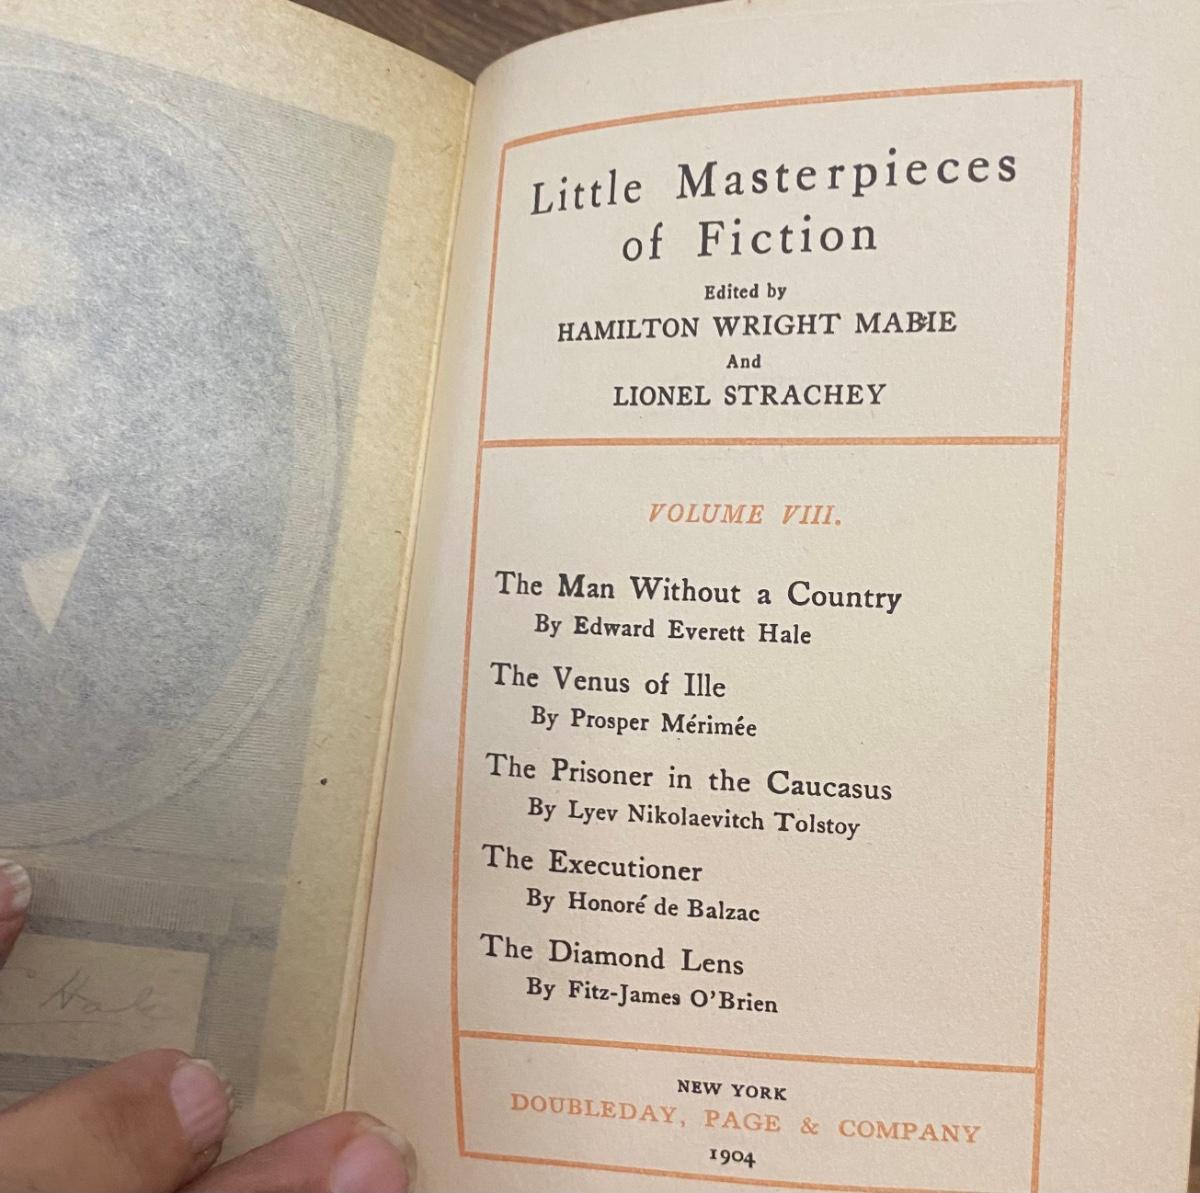 Little Masterpieces
of Fiction
Edited by
HAMILTON WRIGHT MABIE
And
LIONEL STRACHEY
VOLUME VIII.
The Man Without a Country
By Edward Everett Hale
The Venus of Ille
By Prosper Mérimée
The Prisoner in the Caucasus
By Lyev Nikolaevitch Tolstoy
The Executioner
By Honoré de Balzac
The Diamond Lens
By Fitz-James O'Brien
NEW YORK
DOUBLEDAY, PAGE & COMPANY
1904
Hale